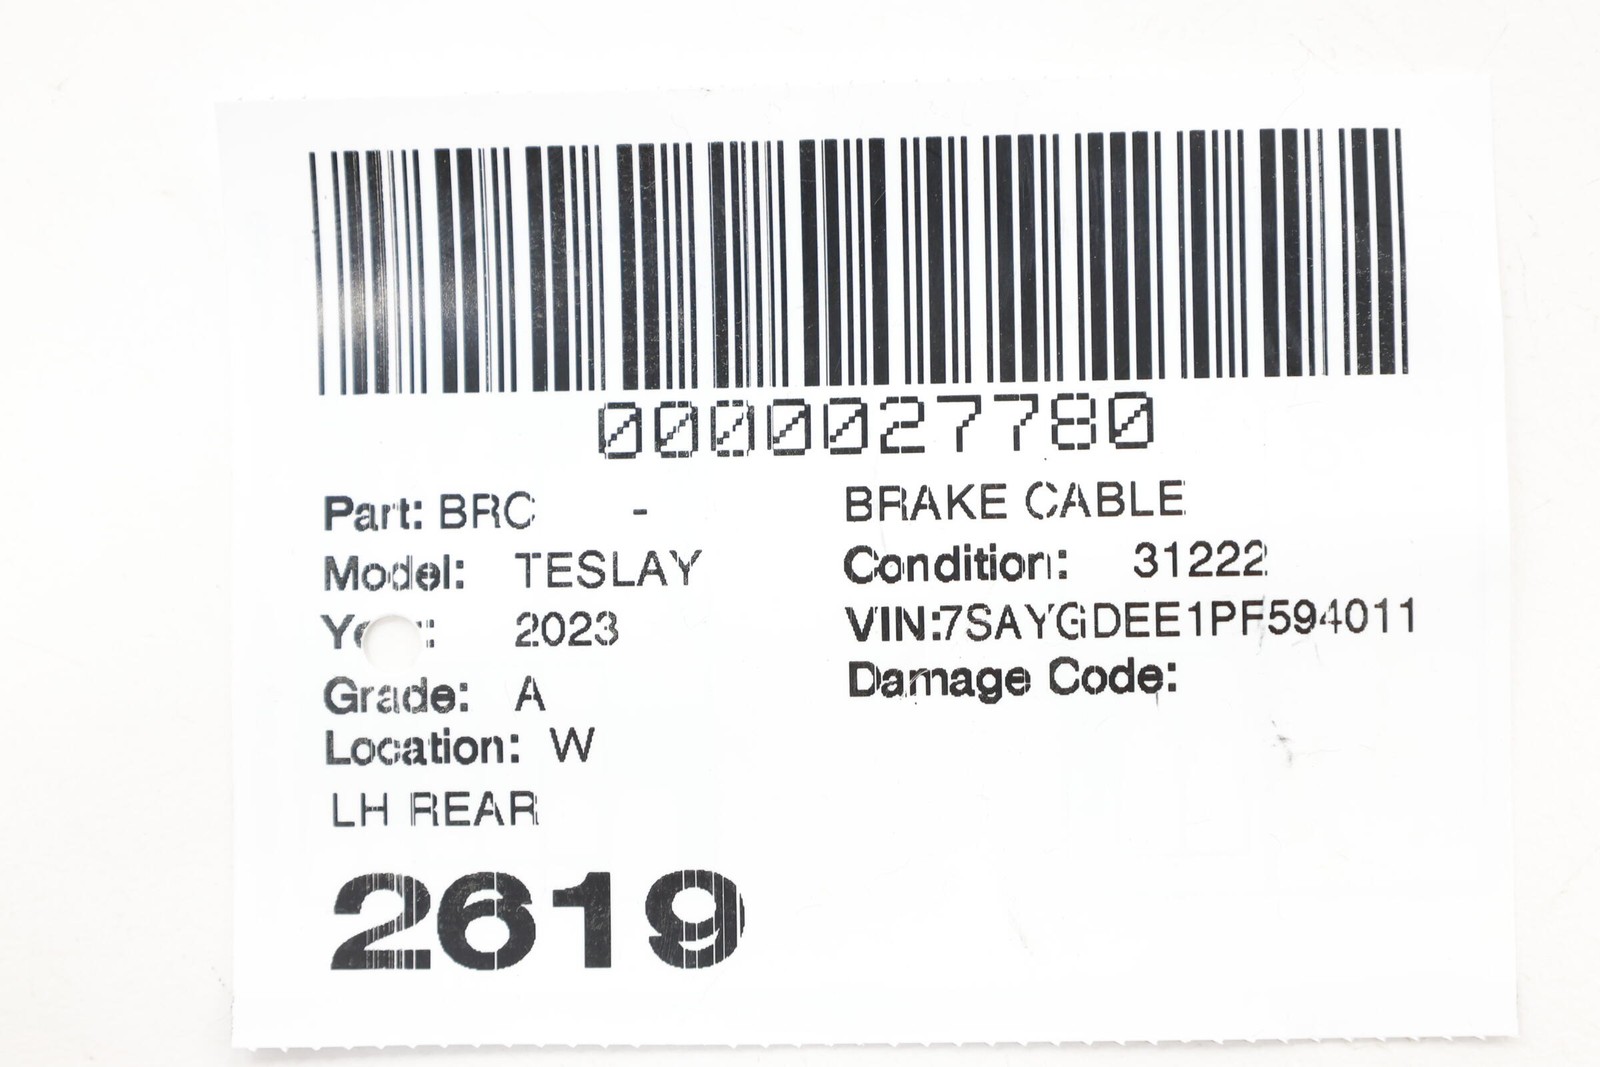 0000027780
Part: BRC - BRAKE CABLE
Model: TESLAY Condition: 31222
Year: 2023 VIN:7SAYGDEE1PF594011
Grade: A Damage Code:
Location: W
LH REAR
2619